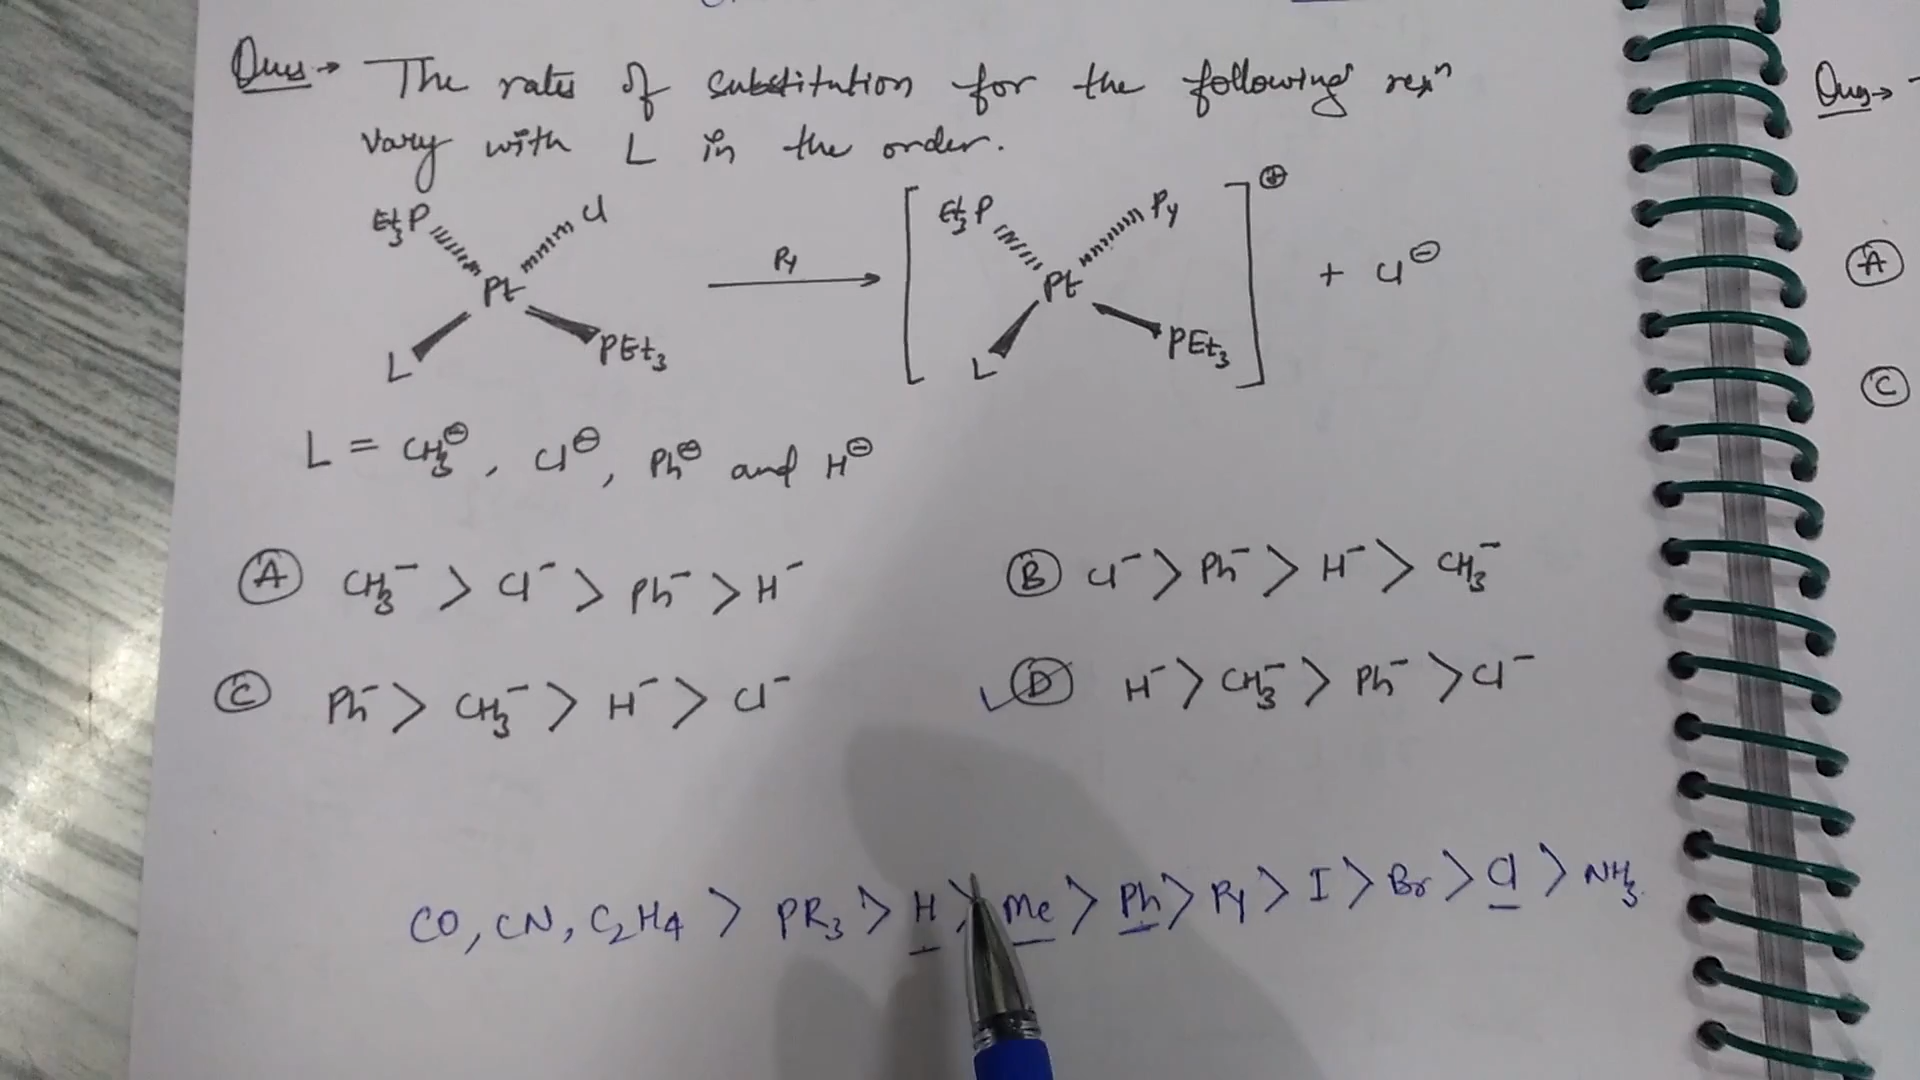 Ques → The rates of substitution for the following rexⁿ
vary with L in the order.
Et₃P Cl Pt L PEt₃
Py →
[Et₃P Py Pt L PEt₃]⊕ + Cl⊖
L = CH₃⊖, Cl⊖, Ph⊖ and H⊖
Ⓐ CH₃⁻ > Cl⁻ > Ph⁻ > H⁻
Ⓑ Cl⁻ > Ph⁻ > H⁻ > CH₃⁻
Ⓒ Ph⁻ > CH₃⁻ > H⁻ > Cl⁻
Ⓓ H⁻ > CH₃⁻ > Ph⁻ > Cl⁻
CO, CN, C₂H₄ > PR₃ > H > Me > Ph > Py > I > Br > Cl > NH₃
Ques →
Ⓐ
Ⓒ